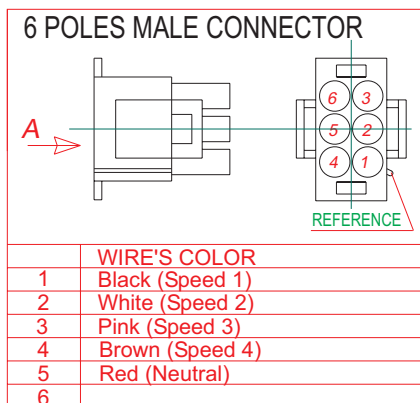 6 POLES MALE CONNECTOR
A
6 3
5 2
4 1
REFERENCE
WIRE'S COLOR
1 Black (Speed 1)
2 White (Speed 2)
3 Pink (Speed 3)
4 Brown (Speed 4)
5 Red (Neutral)
6